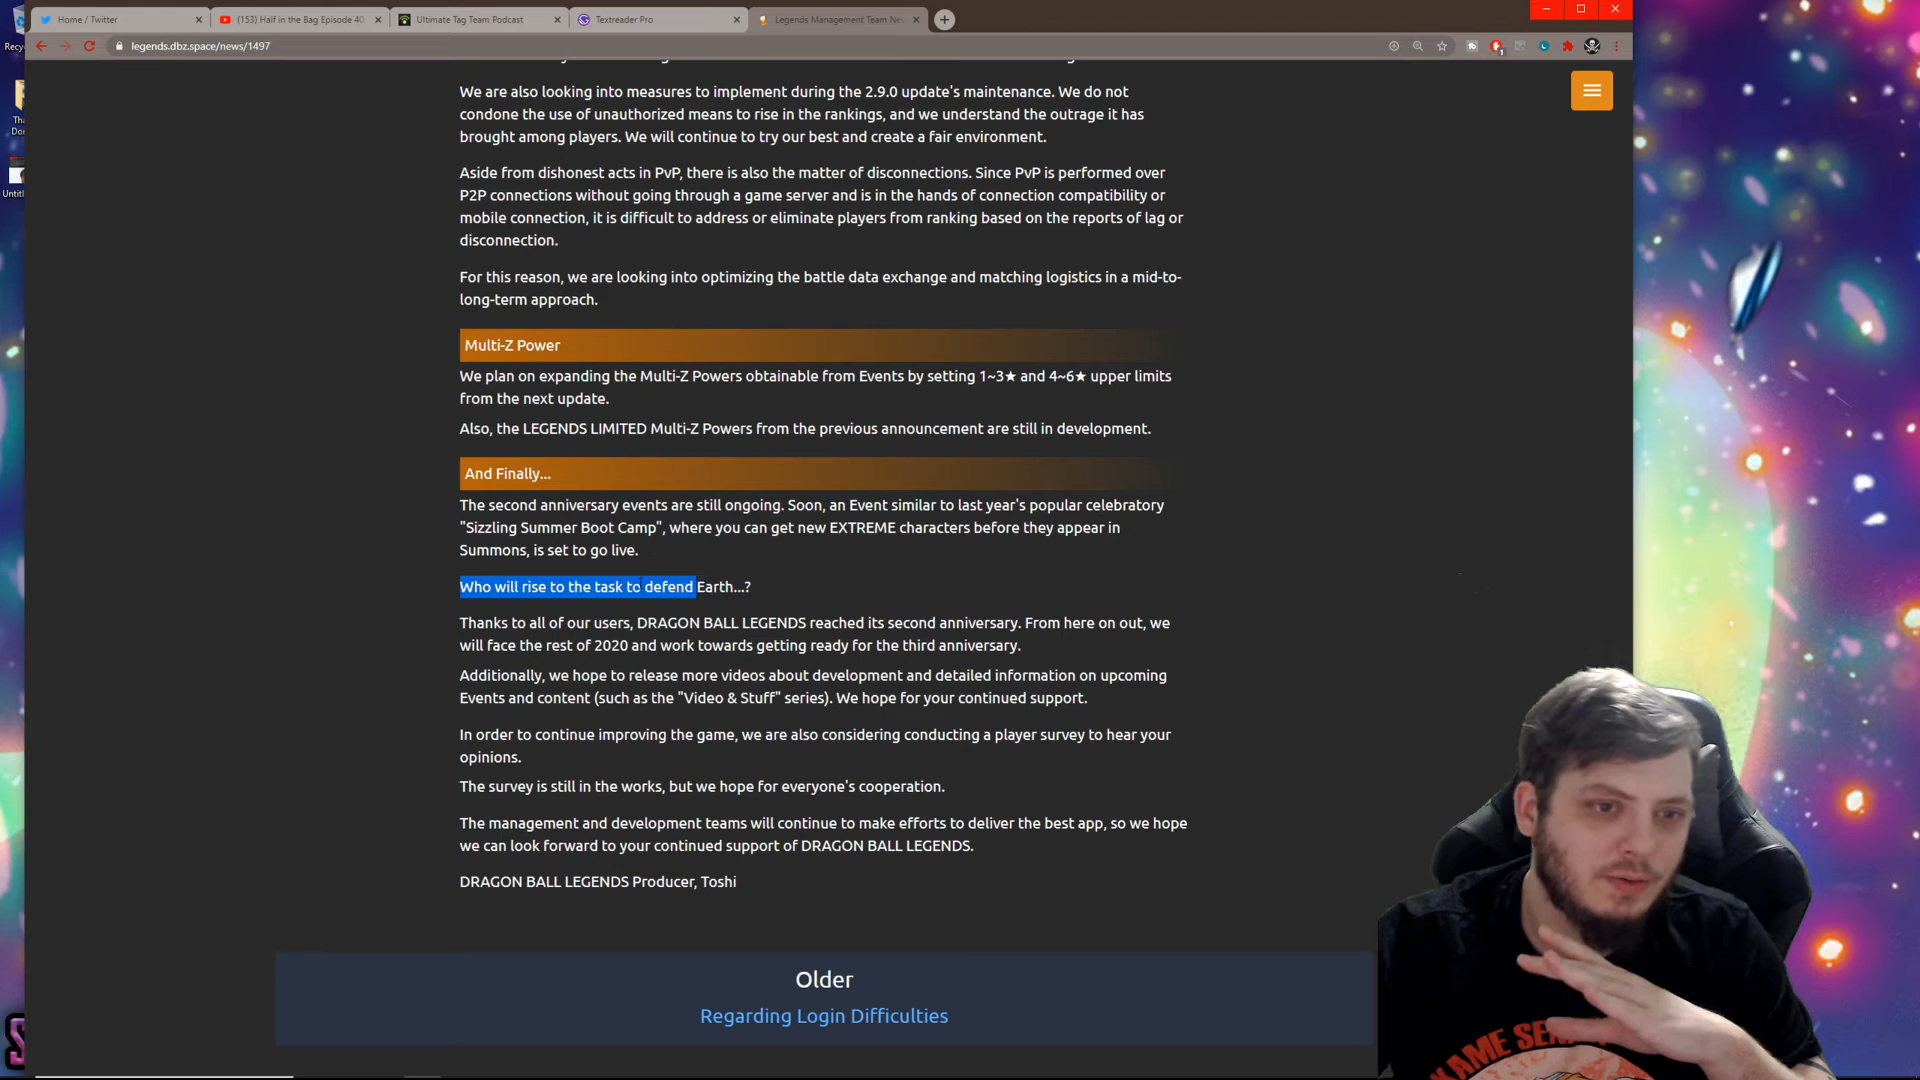 Home / Twitter
(153) Half in the Bag Episode 40
Ultimate Tag Team Podcast
Textreader Pro
Legends Management Team Ne
legends.dbz.space/news/1497
We are also looking into measures to implement during the 2.9.0 update's maintenance. We do not
condone the use of unauthorized means to rise in the rankings, and we understand the outrage it has
brought among players. We will continue to try our best and create a fair environment.
Aside from dishonest acts in PvP, there is also the matter of disconnections. Since PvP is performed over
P2P connections without going through a game server and is in the hands of connection compatibility or
mobile connection, it is difficult to address or eliminate players from ranking based on the reports of lag or
disconnection.
For this reason, we are looking into optimizing the battle data exchange and matching logistics in a mid-to-
long-term approach.
Multi-Z Power
We plan on expanding the Multi-Z Powers obtainable from Events by setting 1~3★ and 4~6★ upper limits
from the next update.
Also, the LEGENDS LIMITED Multi-Z Powers from the previous announcement are still in development.
And Finally...
The second anniversary events are still ongoing. Soon, an Event similar to last year's popular celebratory
"Sizzling Summer Boot Camp", where you can get new EXTREME characters before they appear in
Summons, is set to go live.
Who will rise to the task to defend Earth...?
Thanks to all of our users, DRAGON BALL LEGENDS reached its second anniversary. From here on out, we
will face the rest of 2020 and work towards getting ready for the third anniversary.
Additionally, we hope to release more videos about development and detailed information on upcoming
Events and content (such as the "Video & Stuff" series). We hope for your continued support.
In order to continue improving the game, we are also considering conducting a player survey to hear your
opinions.
The survey is still in the works, but we hope for everyone's cooperation.
The management and development teams will continue to make efforts to deliver the best app, so we hope
we can look forward to your continued support of DRAGON BALL LEGENDS.
DRAGON BALL LEGENDS Producer, Toshi
Older
Regarding Login Difficulties
KAME SEN